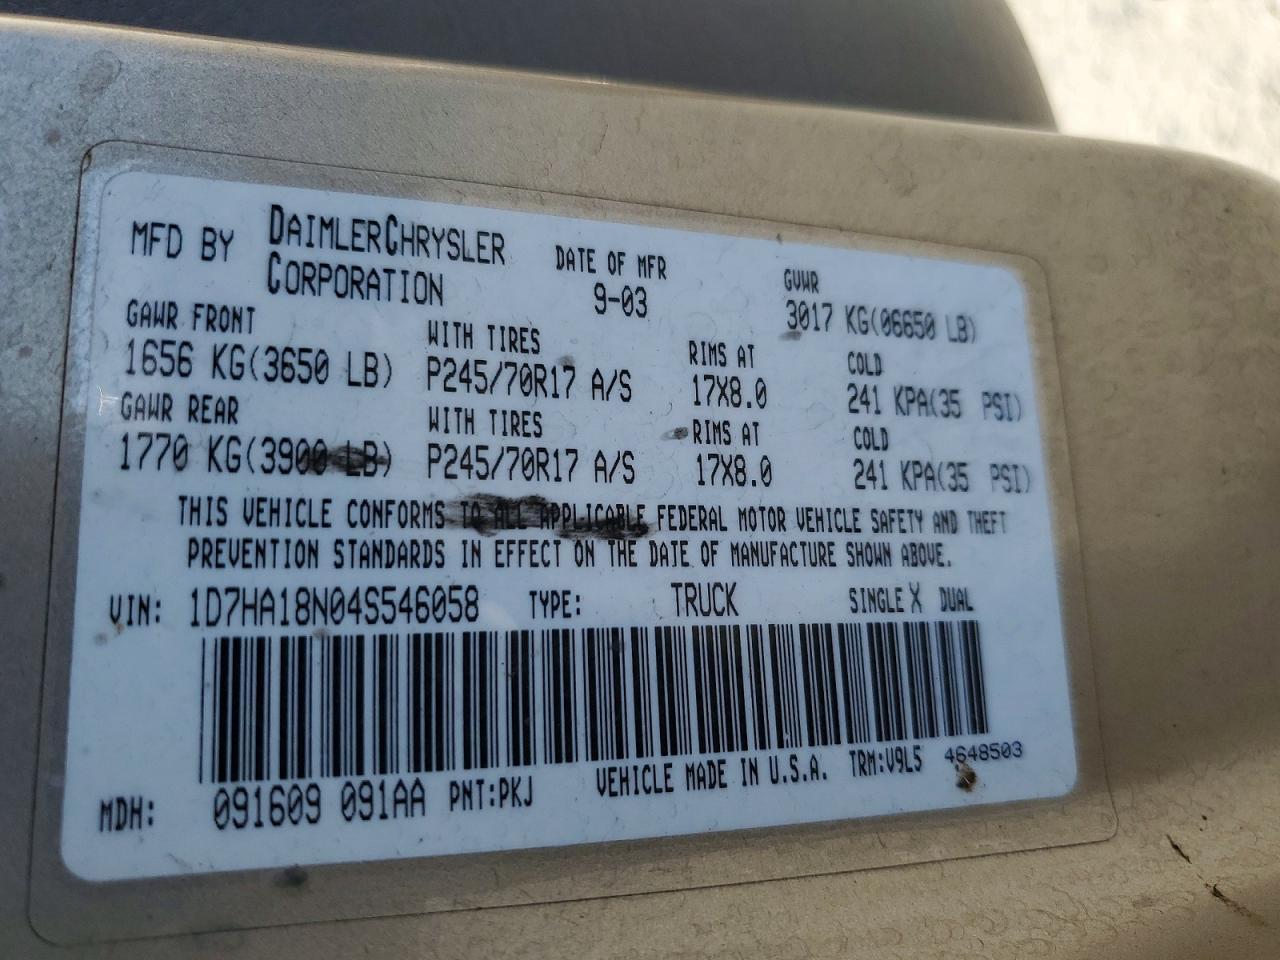 MFD BY DAIMLERCHRYSLER CORPORATION DATE OF MFR 9-03 GVWR 3017 KG(06650 LB)
GAWR FRONT WITH TIRES RIMS AT COLD
1656 KG(3650 LB) P245/70R17 A/S 17X8.0 241 KPA(35 PSI)
GAWR REAR WITH TIRES RIMS AT COLD
1770 KG(3900 LB) P245/70R17 A/S 17X8.0 241 KPA(35 PSI)
THIS VEHICLE CONFORMS TO ALL APPLICABLE FEDERAL MOTOR VEHICLE SAFETY AND THEFT
PREVENTION STANDARDS IN EFFECT ON THE DATE OF MANUFACTURE SHOWN ABOVE.
VIN: 1D7HA18N04S546058 TYPE: TRUCK SINGLE X DUAL
MDH: 091609 091AA PNT:PKJ VEHICLE MADE IN U.S.A. TRM:V9L5 4648503